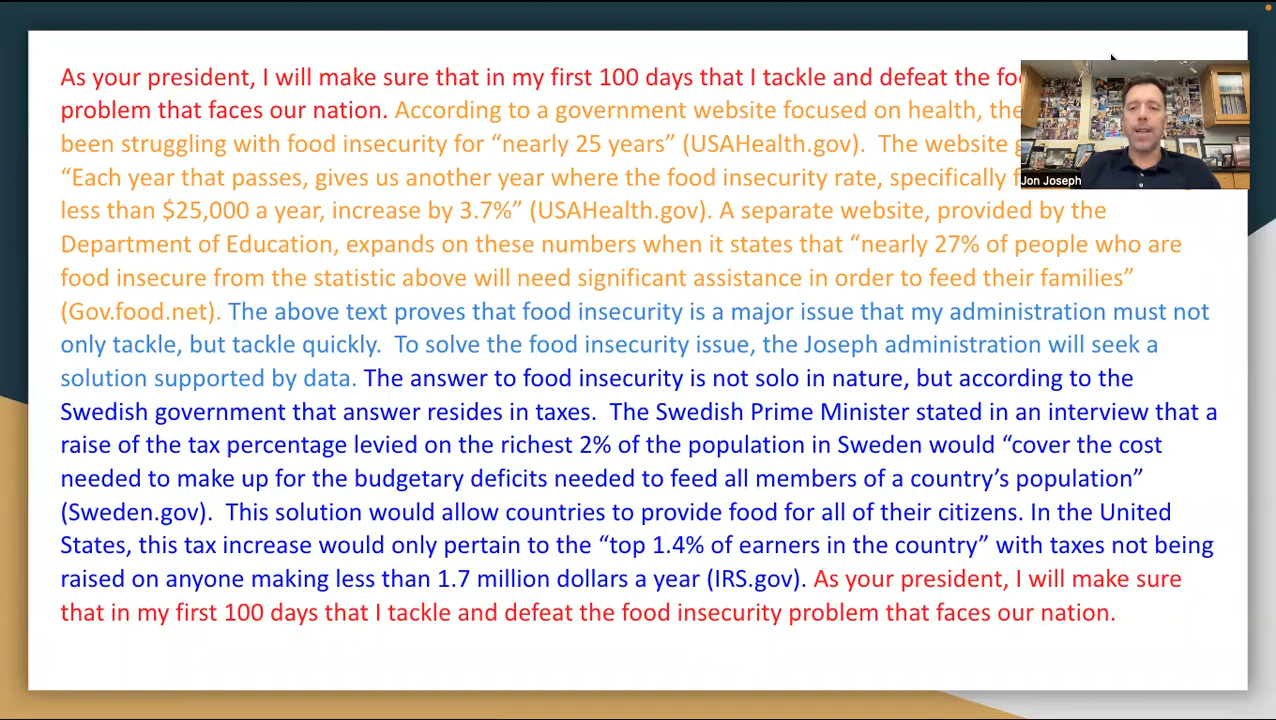 As your president, I will make sure that in my first 100 days that I tackle and defeat the
problem that faces our nation. According to a government website focused on health,
been struggling with food insecurity for “nearly 25 years” (USAHealth.gov). The website
“Each year that passes, gives us another year where the food insecurity rate, specifically
less than $25,000 a year, increase by 3.7%” (USAHealth.gov). A separate website, provided by the
Department of Education, expands on these numbers when it states that “nearly 27% of people who are
food insecure from the statistic above will need significant assistance in order to feed their families”
(Gov.food.net). The above text proves that food insecurity is a major issue that my administration must not
only tackle, but tackle quickly. To solve the food insecurity issue, the Joseph administration will seek a
solution supported by data. The answer to food insecurity is not solo in nature, but according to the
Swedish government that answer resides in taxes. The Swedish Prime Minister stated in an interview that a
raise of the tax percentage levied on the richest 2% of the population in Sweden would “cover the cost
needed to make up for the budgetary deficits needed to feed all members of a country’s population”
(Sweden.gov). This solution would allow countries to provide food for all of their citizens. In the United
States, this tax increase would only pertain to the “top 1.4% of earners in the country” with taxes not being
raised on anyone making less than 1.7 million dollars a year (IRS.gov). As your president, I will make sure
that in my first 100 days that I tackle and defeat the food insecurity problem that faces our nation.
Jon Joseph